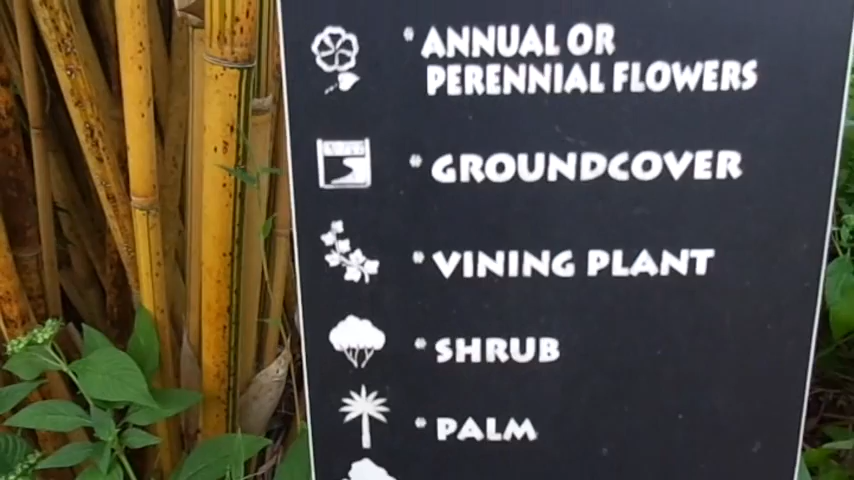 * ANNUAL OR
PERENNIAL FLOWERS
* GROUNDCOVER
* VINING PLANT
* SHRUB
* PALM